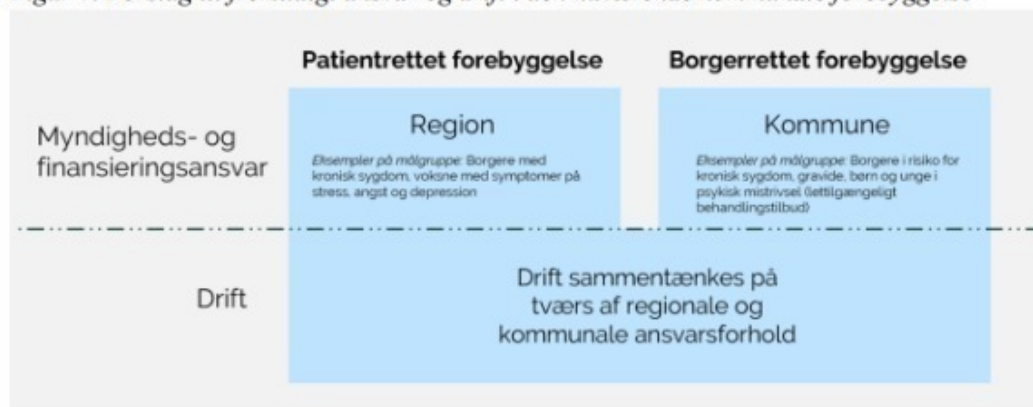 Patientrettet forebyggelse
Borgerrettet forebyggelse
Myndigheds- og
finansieringsansvar
Region
Eksempler på målgruppe: Borgere med
kronisk sygdom, voksne med symptomer på
stress, angst og depression
Kommune
Eksempler på målgruppe: Borgere i risiko for
kronisk sygdom, gravide, børn og unge i
psykisk mistrivsel (lettilgængeligt
behandlingstilbud)
Drift
Drift sammentænkes på
tværs af regionale og
kommunale ansvarsforhold